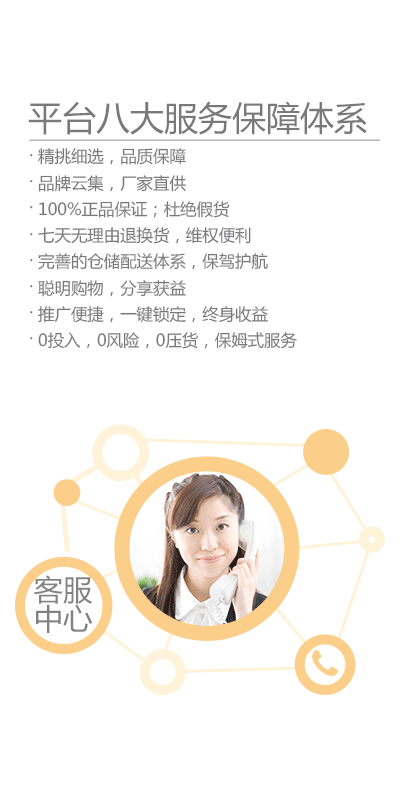 平台八大服务保障体系
· 精挑细选，品质保障
· 品牌云集，厂家直供
· 100%正品保证；杜绝假货
· 七天无理由退换货，维权便利
· 完善的仓储配送体系，保驾护航
· 聪明购物，分享获益
· 推广便捷，一键锁定，终身收益
· 0投入，0风险，0压货，保姆式服务
客服
中心